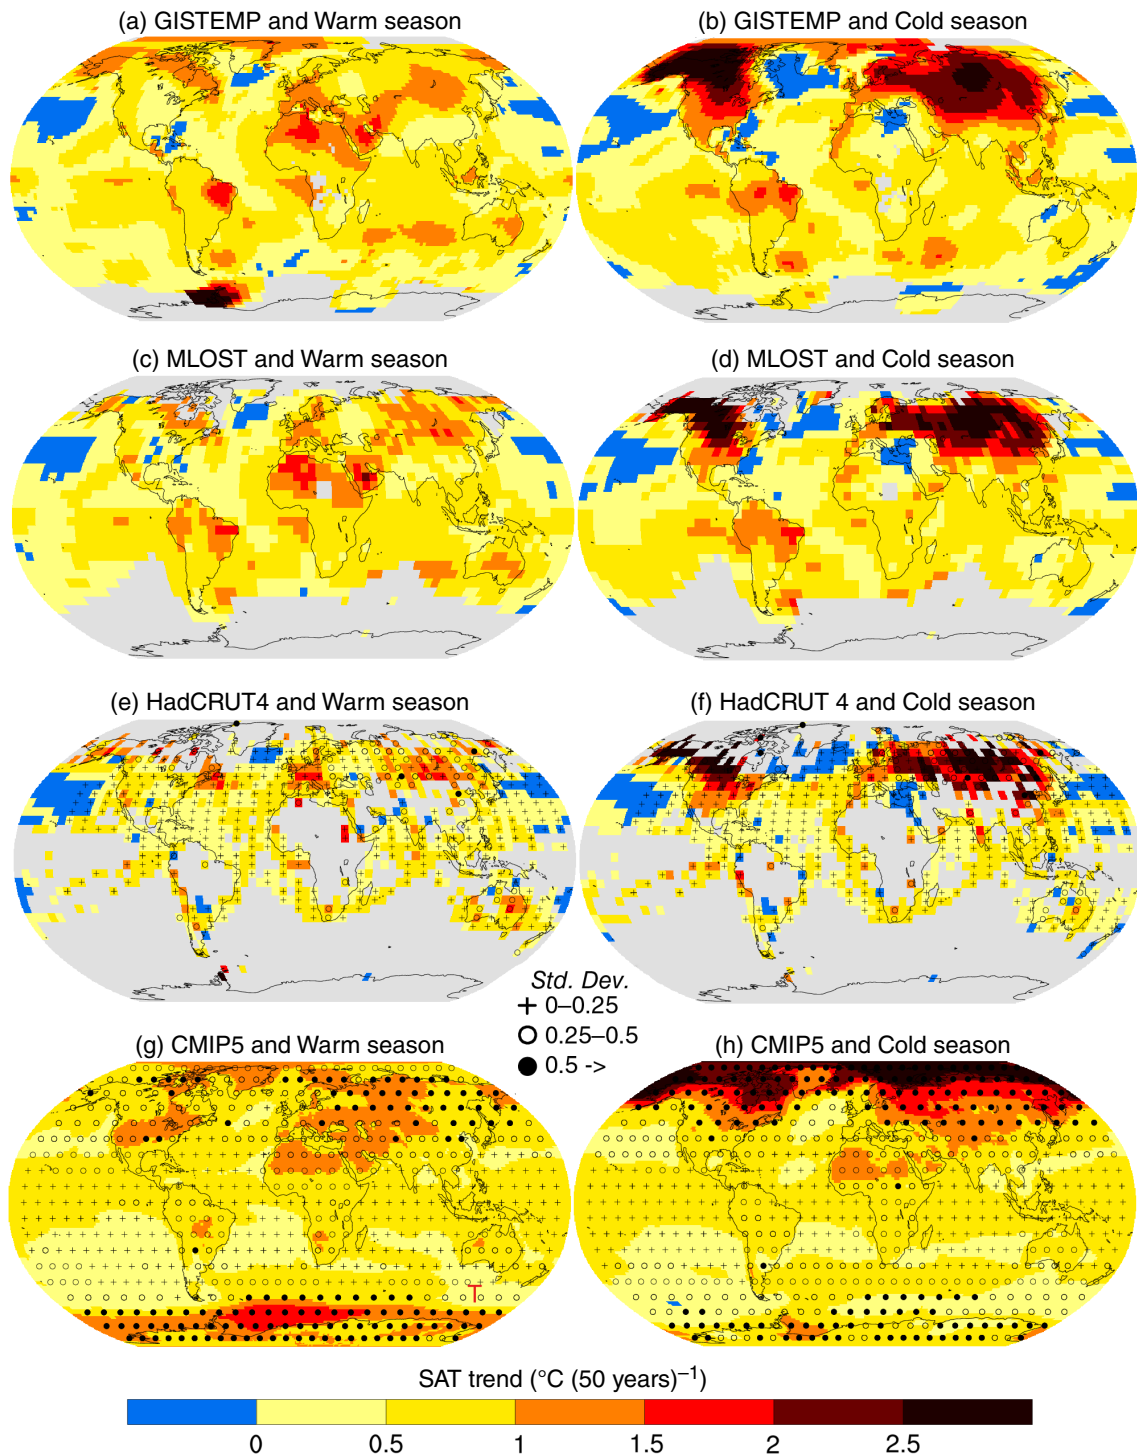 (a) GISTEMP and Warm season
(b) GISTEMP and Cold season
(c) MLOST and Warm season
(d) MLOST and Cold season
(e) HadCRUT4 and Warm season
(f) HadCRUT 4 and Cold season
Std. Dev.
0–0.25
0.25–0.5
0.5 ->
(g) CMIP5 and Warm season
(h) CMIP5 and Cold season
T
SAT trend (°C (50 years)⁻¹)
0 0.5 1 1.5 2 2.5